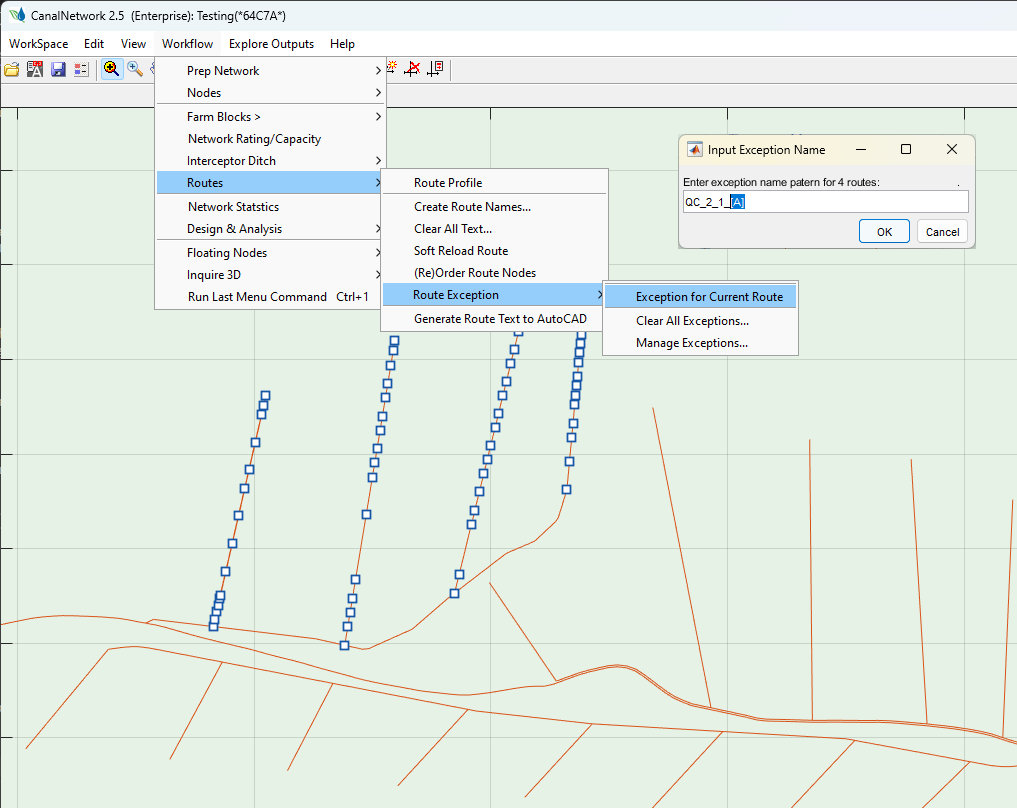 CanalNetwork 2.5 (Enterprise): Testing(*64C7A*)
WorkSpace Edit View Workflow Explore Outputs Help
Prep Network
Nodes
Farm Blocks >
Network Rating/Capacity
Interceptor Ditch
Routes
Network Statistics
Design & Analysis
Floating Nodes
Inquire 3D
Run Last Menu Command Ctrl+1
Route Profile
Create Route Names...
Clear All Text...
Soft Reload Route
(Re)Order Route Nodes
Route Exception
Generate Route Text to AutoCAD
Exception for Current Route
Clear All Exceptions...
Manage Exceptions...
Input Exception Name
Enter exception name patern for 4 routes: .
QC_2_1_[A]
OK Cancel